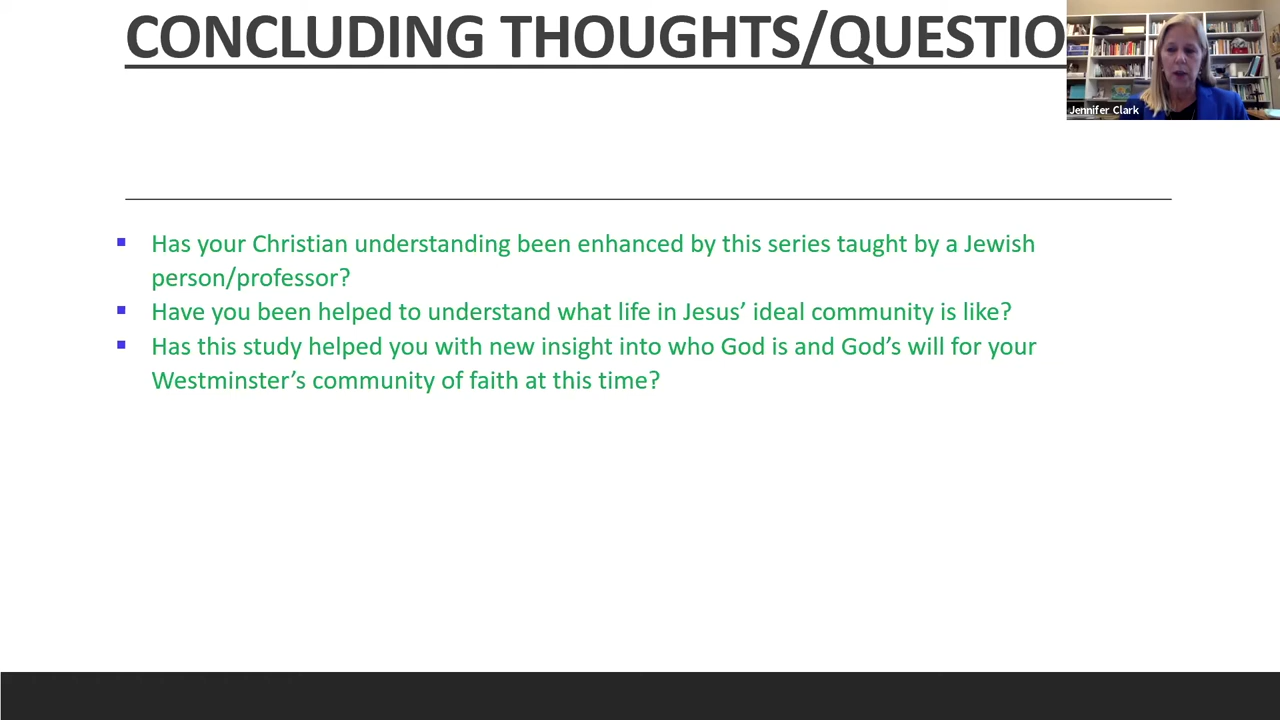 CONCLUDING THOUGHTS/QUESTIO
Jennifer Clark
Has your Christian understanding been enhanced by this series taught by a Jewish
person/professor?
Have you been helped to understand what life in Jesus’ ideal community is like?
Has this study helped you with new insight into who God is and God’s will for your
Westminster’s community of faith at this time?